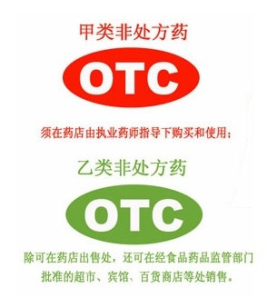 甲类非处方药
OTC
须在药店由执业药师指导下购买和使用；
乙类非处方药
OTC
除可在药店出售处，还可在经食品药品监管部门
批准的超市、宾馆、百货商店等处销售。